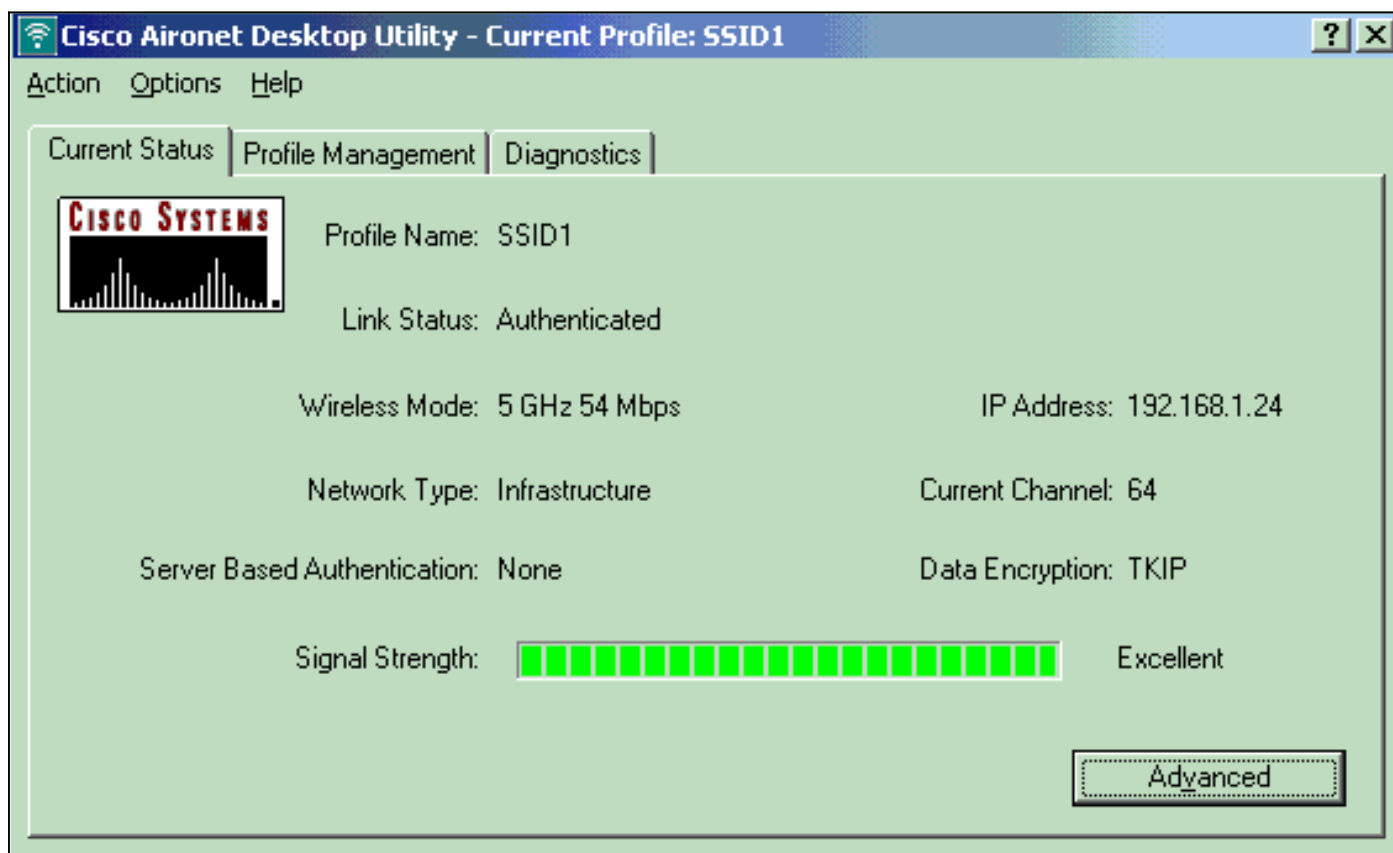 Cisco Aironet Desktop Utility - Current Profile: SSID1
Action Options Help
Current Status Profile Management Diagnostics
CISCO SYSTEMS
Profile Name: SSID1
Link Status: Authenticated
Wireless Mode: 5 GHz 54 Mbps IP Address: 192.168.1.24
Network Type: Infrastructure Current Channel: 64
Server Based Authentication: None Data Encryption: TKIP
Signal Strength: Excellent
Advanced